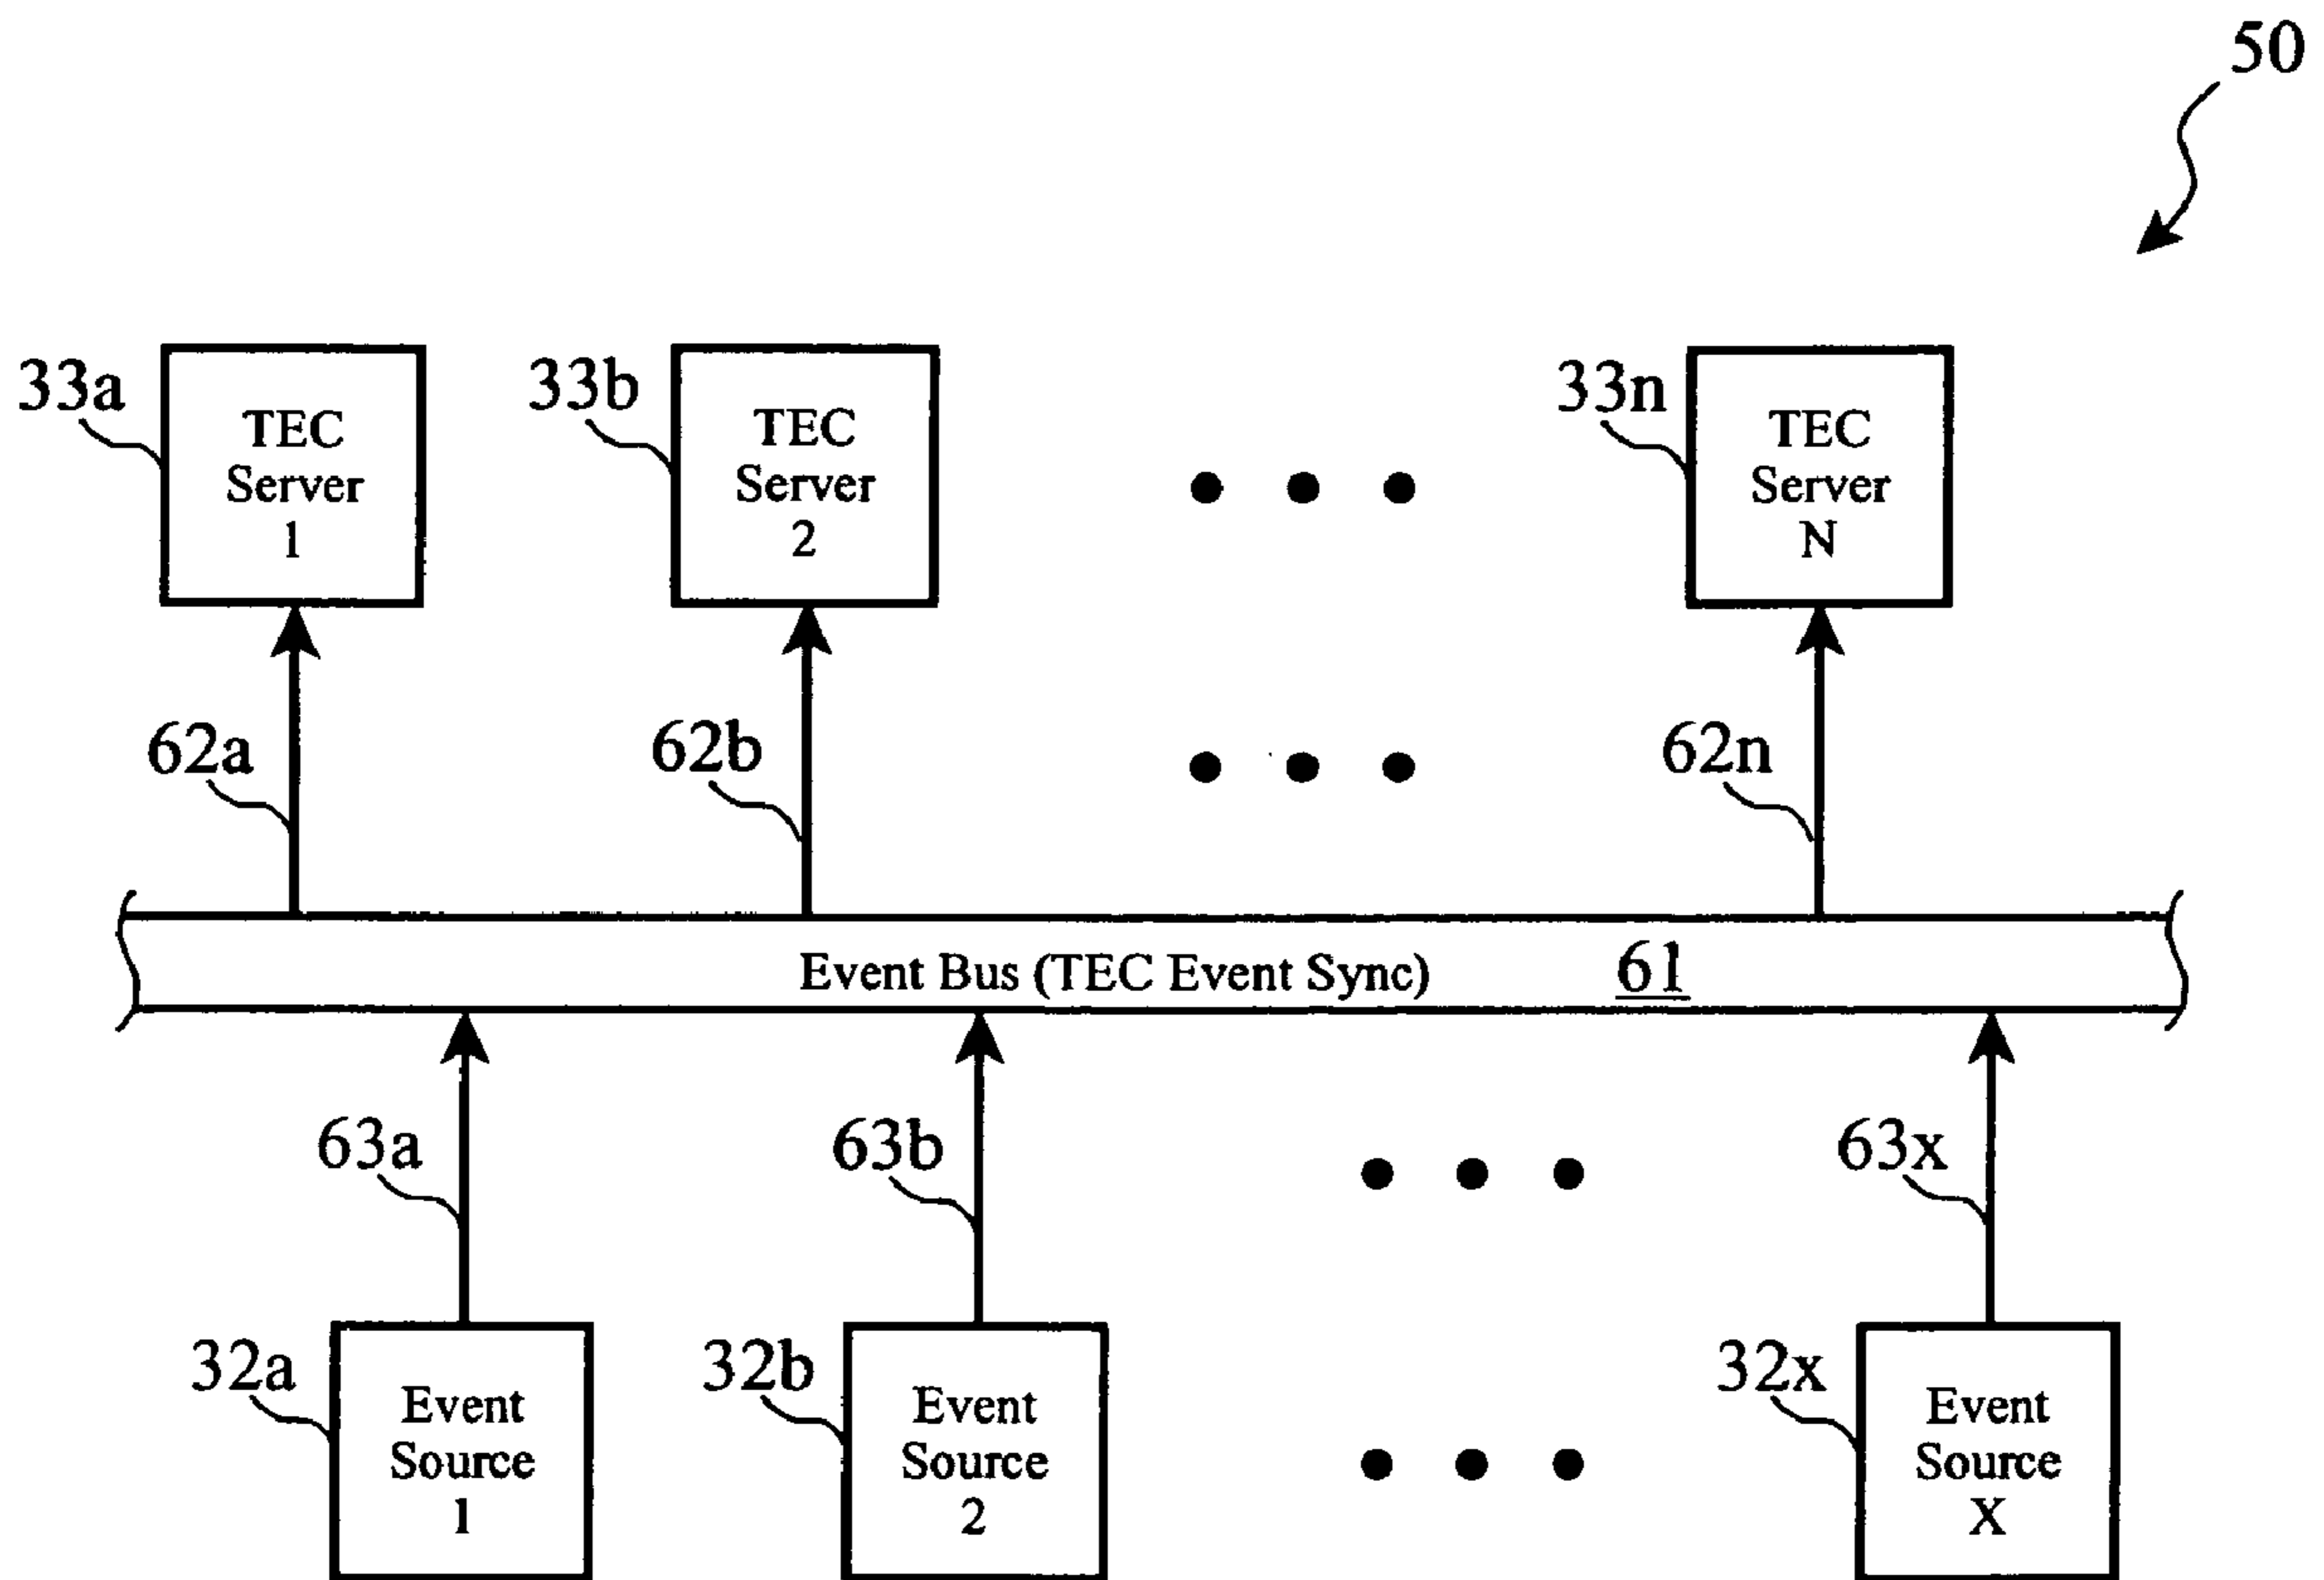 50
33a
TEC
Server
1
33b
TEC
Server
2
33n
TEC
Server
N
62a
62b
62n
Event Bus (TEC Event Sync) 61
63a
63b
63x
32a
Event
Source
1
32b
Event
Source
2
32x
Event
Source
X